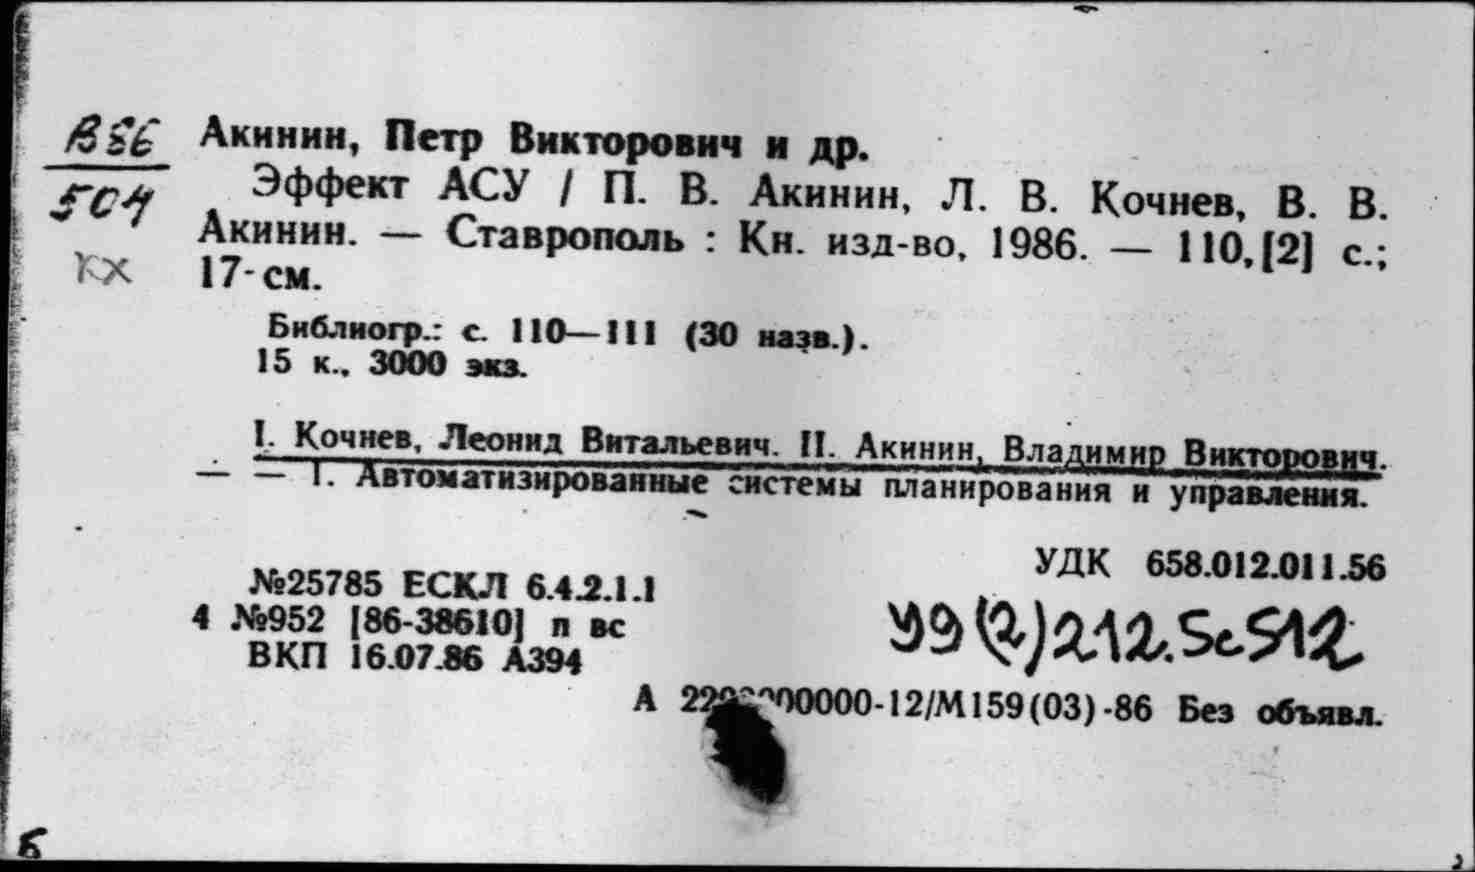 В86
504
кх
Акинин, Петр Викторович и др.
Эффект АСУ / П. В. Акинин, Л. В. Кочнев, В. В.
Акинин. — Ставрополь : Кн. изд-во, 1986. — 110,[2] с.;
17-см.
Библиогр.: с. 110—111 (30 назв.).
15 к., 3000 экз.
I. Кочнев, Леонид Витальевич. II. Акинин, Владимир Викторович.
— — 1. Автоматизированные системы планирования и управления.
УДК 658.012.011.56
№25785 ЕСКЛ 6.4.2.1.1
4 №952 [86-38610] п вс
ВКП 16.07.86 А394
У9(2)212.5с512
А 00000-12/М159(03)-86 Без объявл.
Б